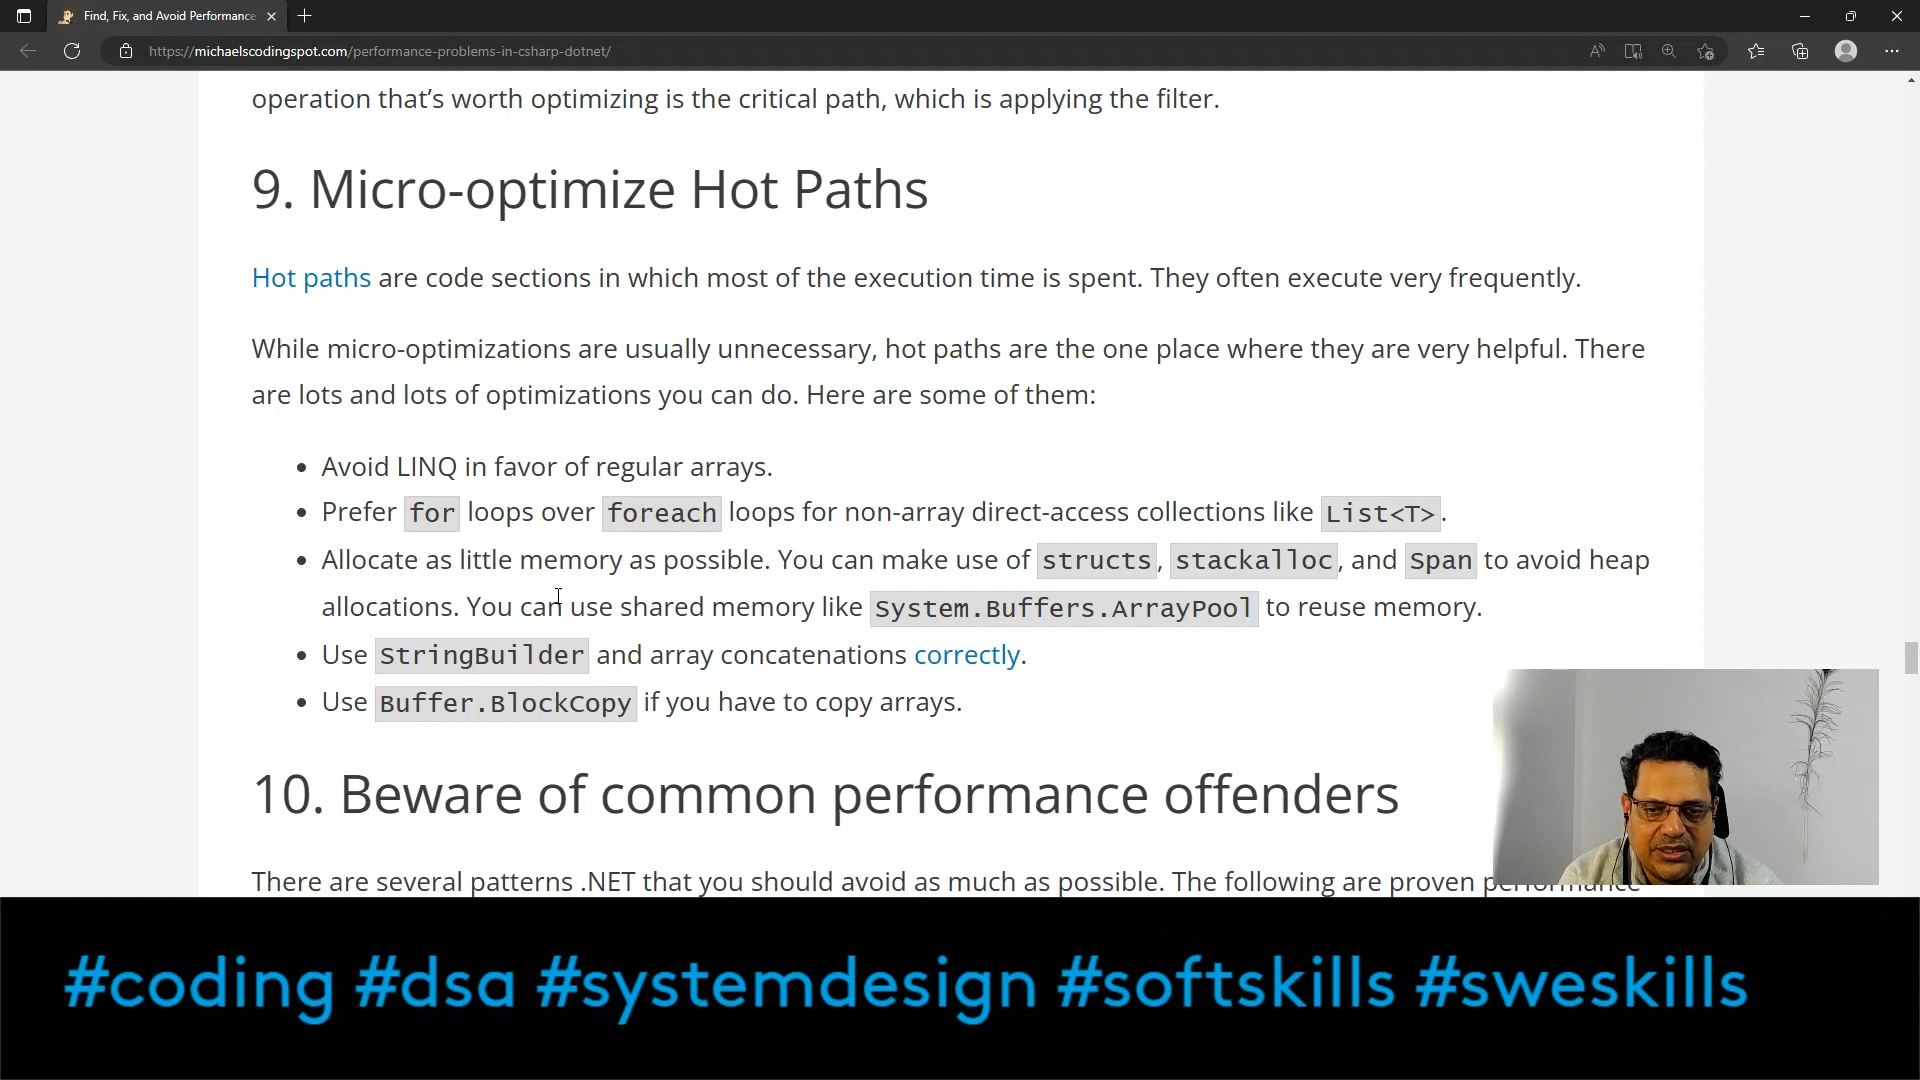 Find, Fix, and Avoid Performance
https://michaelscodingspot.com/performance-problems-in-csharp-dotnet/
operation that’s worth optimizing is the critical path, which is applying the filter.
9. Micro-optimize Hot Paths
Hot paths are code sections in which most of the execution time is spent. They often execute very frequently.
While micro-optimizations are usually unnecessary, hot paths are the one place where they are very helpful. There
are lots and lots of optimizations you can do. Here are some of them:
• Avoid LINQ in favor of regular arrays.
• Prefer for loops over foreach loops for non-array direct-access collections like List<T>.
• Allocate as little memory as possible. You can make use of structs, stackalloc, and Span to avoid heap
allocations. You can use shared memory like System.Buffers.ArrayPool to reuse memory.
• Use StringBuilder and array concatenations correctly.
• Use Buffer.BlockCopy if you have to copy arrays.
10. Beware of common performance offenders
There are several patterns .NET that you should avoid as much as possible. The following are proven performance
#coding #dsa #systemdesign #softskills #sweskills